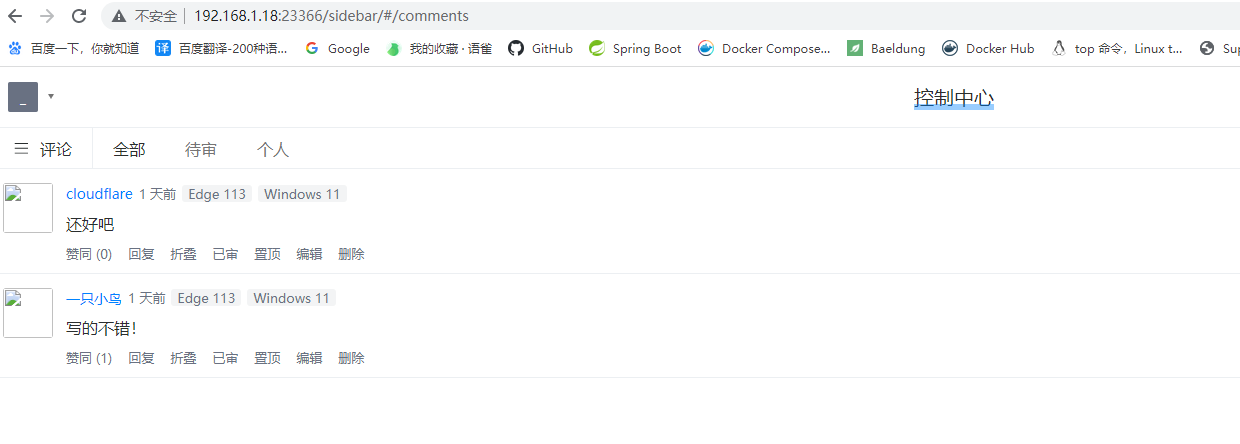 不安全 192.168.1.18:23366/sidebar/#/comments
百度一下，你就知道 译 百度翻译-200种语... Google 我的收藏 · 语雀 GitHub Spring Boot Docker Compose... Baeldung Docker Hub top 命令，Linux t... Sup
_ 控制中心
评论 全部 待审 个人
cloudflare 1 天前 Edge 113 Windows 11
还好吧
赞同 (0) 回复 折叠 已审 置顶 编辑 删除
一只小鸟 1 天前 Edge 113 Windows 11
写的不错！
赞同 (1) 回复 折叠 已审 置顶 编辑 删除